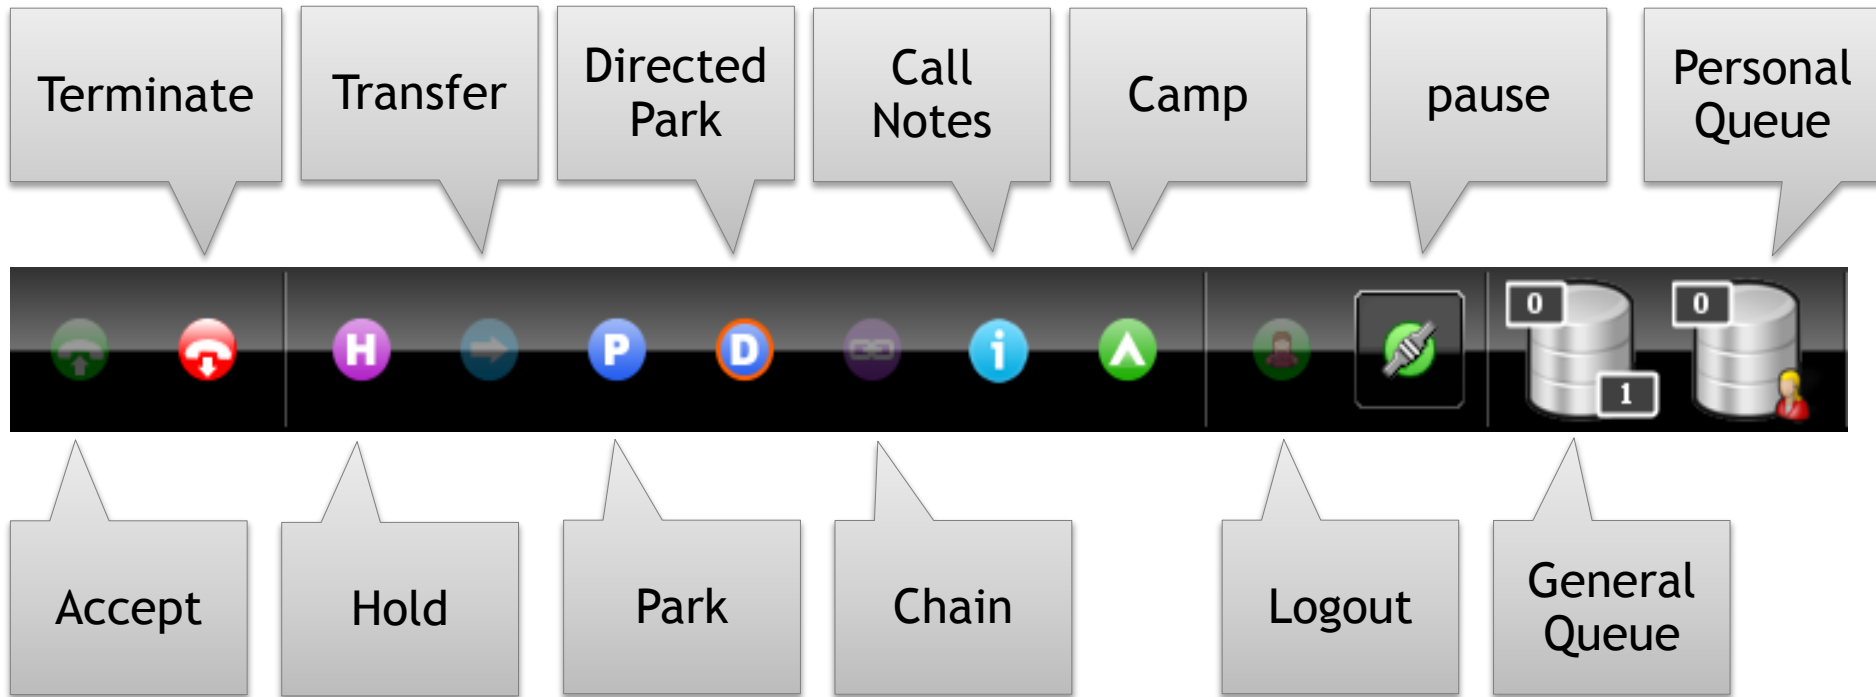 Terminate
Transfer
Directed
Park
Call
Notes
Camp
pause
Personal
Queue
H
P
D
i
0
1
0
Accept
Hold
Park
Chain
Logout
General
Queue